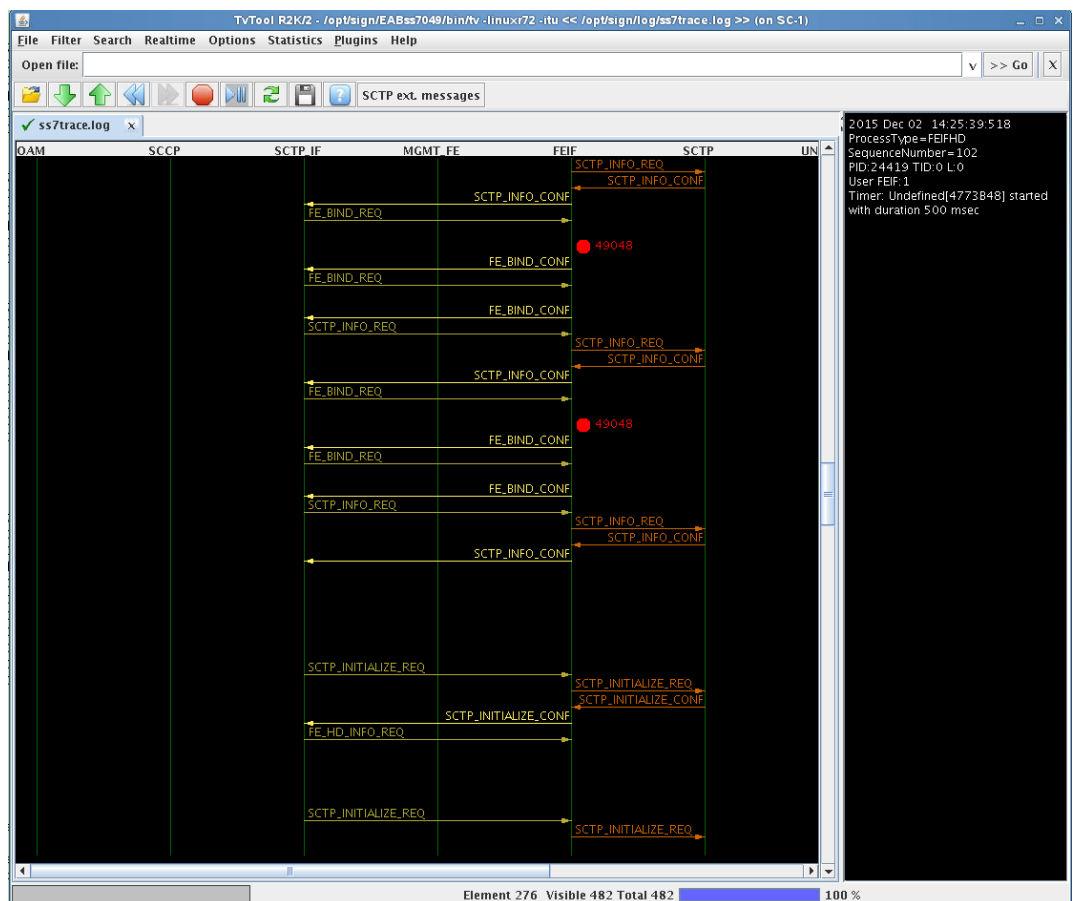 TvTool R2K/2 - /opt/sign/EABss7049/bin/tv -linuxr72 -itu << /opt/sign/log/ss7trace.log >> (on SC-1)
File Filter Search Realtime Options Statistics Plugins Help
Open file: v >> Go X
SCTP ext. messages
ss7trace.log x
OAM SCCP SCTP_IF MGMT_FE FEIF SCTP UN
SCTP_INFO_REQ
SCTP_INFO_CONF
SCTP_INFO_CONF
FE_BIND_REQ
49048
FE_BIND_CONF
FE_BIND_REQ
FE_BIND_CONF
SCTP_INFO_REQ
SCTP_INFO_REQ
SCTP_INFO_CONF
SCTP_INFO_CONF
FE_BIND_REQ
49048
FE_BIND_CONF
FE_BIND_REQ
FE_BIND_CONF
SCTP_INFO_REQ
SCTP_INFO_REQ
SCTP_INFO_CONF
SCTP_INFO_CONF
SCTP_INITIALIZE_REQ
SCTP_INITIALIZE_REQ
SCTP_INITIALIZE_CONF
SCTP_INITIALIZE_CONF
FE_HD_INFO_REQ
SCTP_INITIALIZE_REQ
SCTP_INITIALIZE_REQ
2015 Dec 02 14:25:39:518
ProcessType=FEIFHD
SequenceNumber=102
PID:24419 TID:0 L:0
User FEIF:1
Timer: Undefined[4773B48] started
with duration 500 msec
Element 276 Visible 482 Total 482 100 %